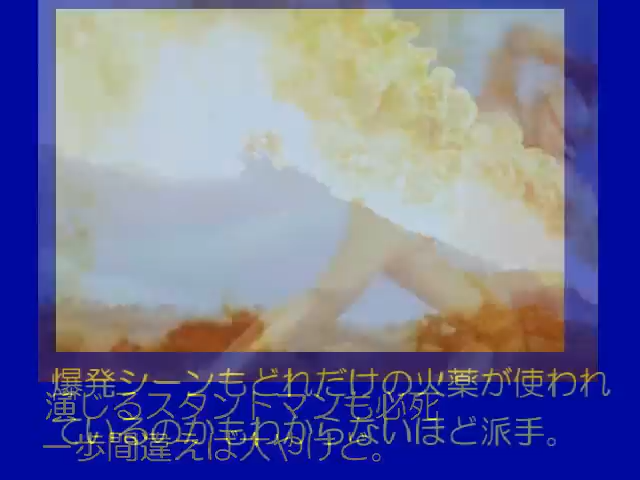 爆発シーンもどれだけの火薬が使われ
演じるスタントマンも必死
ているのかもわからないほど派手。
一歩間違えば大やけど。